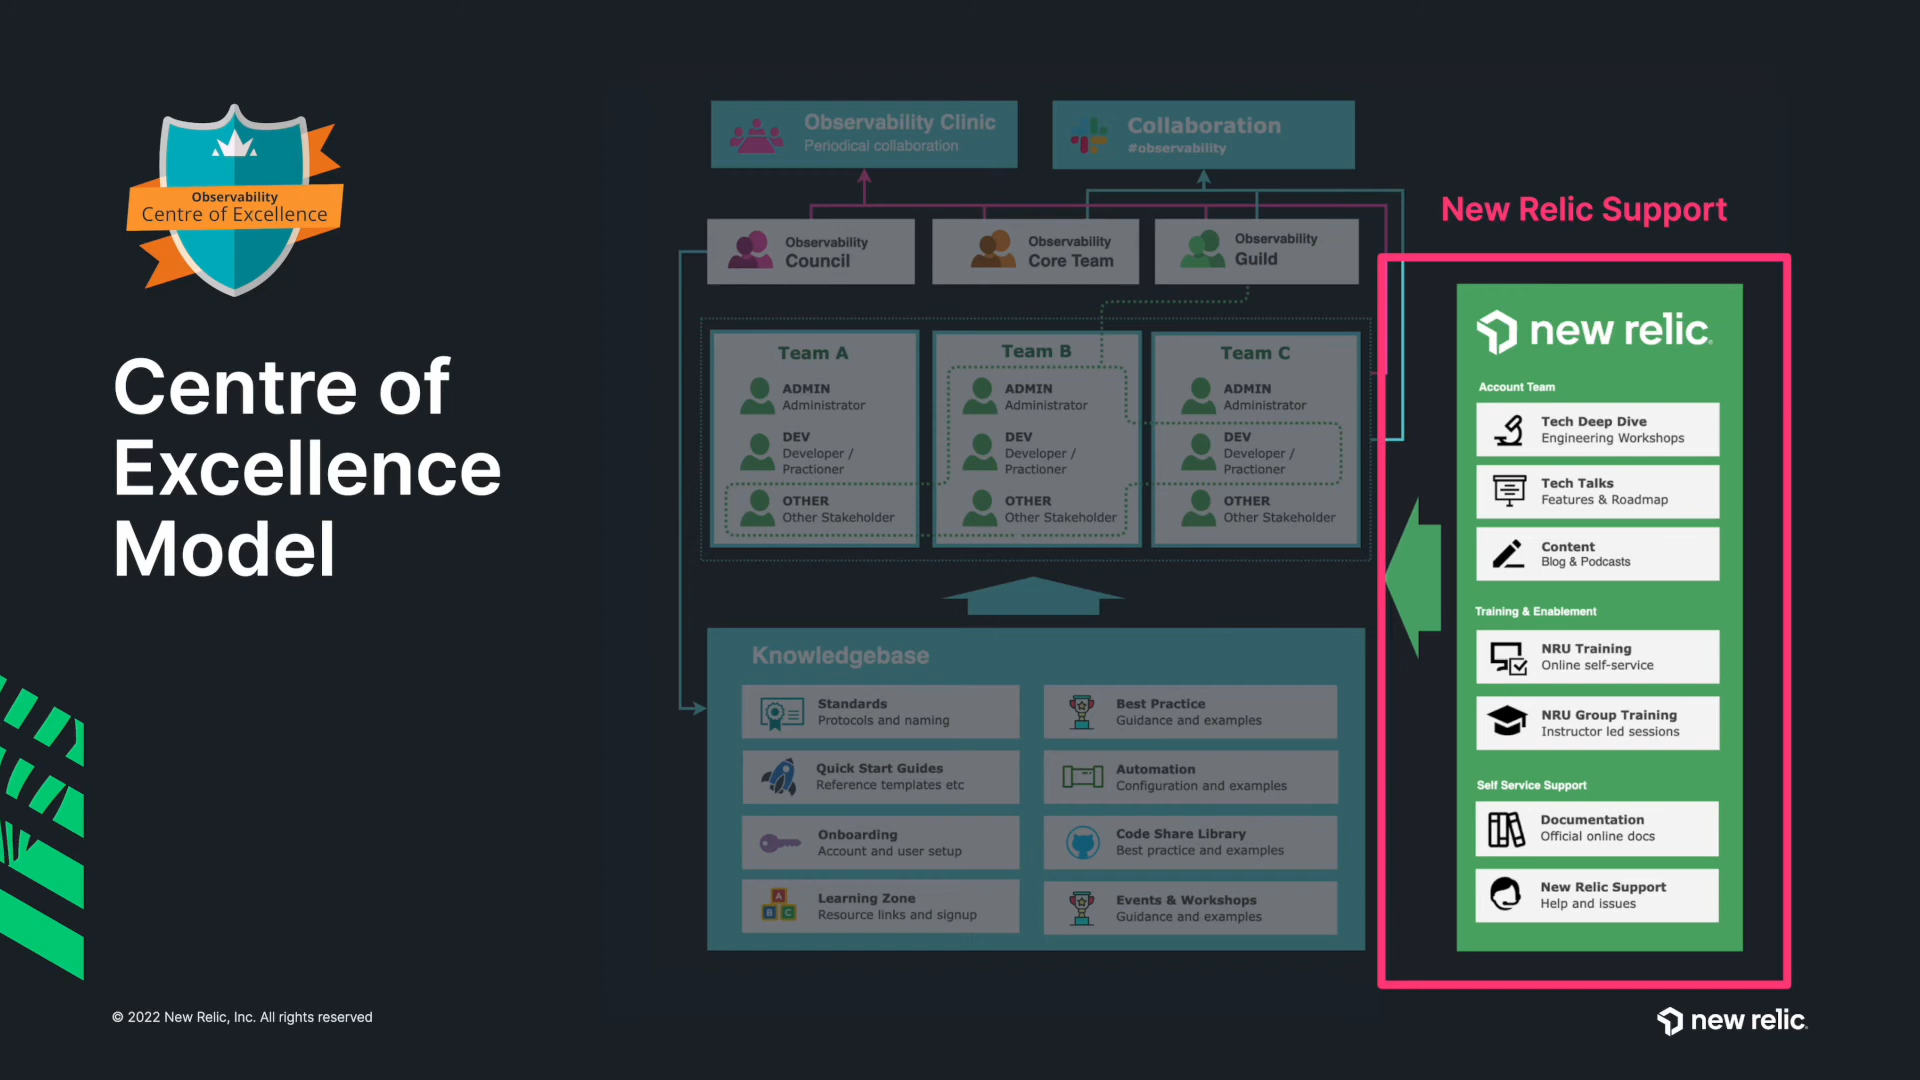 Observability
Centre of Excellence
Centre of
Excellence
Model
Observability Clinic
Periodical collaboration
Collaboration
#observability
Observability
Council
Observability
Core Team
Observability
Guild
Team A
ADMIN
Administrator
DEV
Developer /
Practioner
OTHER
Other Stakeholder
Team B
ADMIN
Administrator
DEV
Developer /
Practioner
OTHER
Other Stakeholder
Team C
ADMIN
Administrator
DEV
Developer /
Practioner
OTHER
Other Stakeholder
Knowledgebase
Standards
Protocols and naming
Best Practice
Guidance and examples
Quick Start Guides
Reference templates etc
Automation
Configuration and examples
Onboarding
Account and user setup
Code Share Library
Best practice and examples
A
B C
Learning Zone
Resource links and signup
Events & Workshops
Guidance and examples
New Relic Support
new relic.
Account Team
Tech Deep Dive
Engineering Workshops
Tech Talks
Features & Roadmap
Content
Blog & Podcasts
Training & Enablement
NRU Training
Online self-service
NRU Group Training
Instructor led sessions
Self Service Support
Documentation
Official online docs
New Relic Support
Help and issues
© 2022 New Relic, Inc. All rights reserved
new relic.